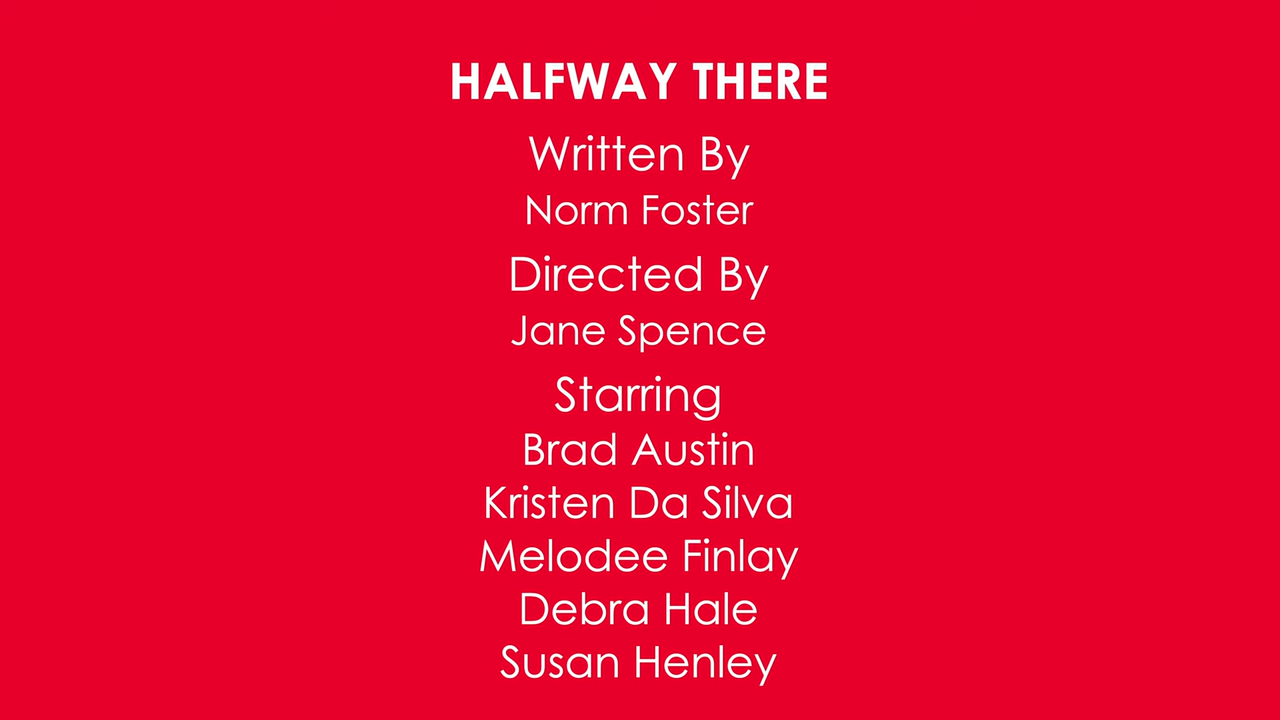 HALFWAY THERE
Written By
Norm Foster
Directed By
Jane Spence
Starring
Brad Austin
Kristen Da Silva
Melodee Finlay
Debra Hale
Susan Henley